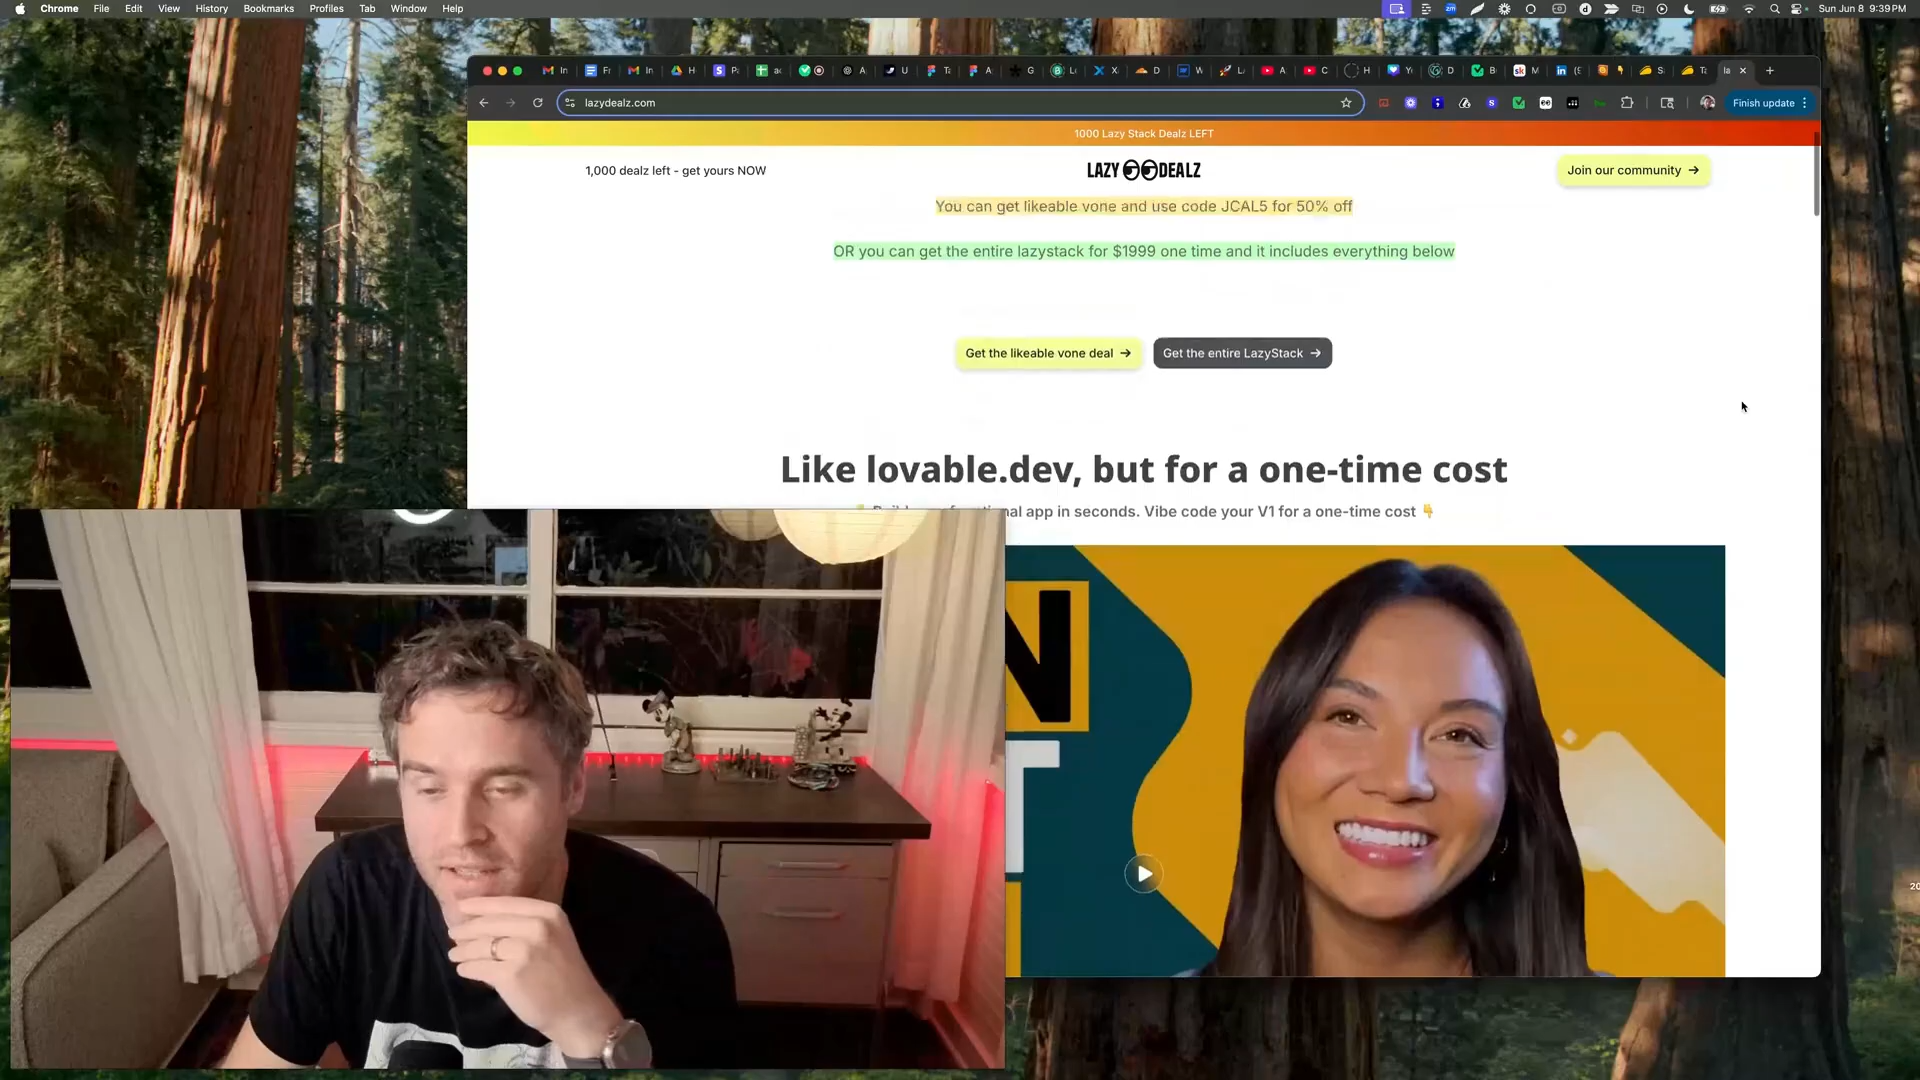 Chrome File Edit View History Bookmarks Profiles Tab Window Help
zm
Sun Jun 8 9:39 PM
lazydealz.com
Finish update
1000 Lazy Stack Dealz LEFT
1,000 dealz left - get yours NOW
LAZY DEALZ
Join our community →
You can get likeable vone and use code JCAL5 for 50% off
OR you can get the entire lazystack for $1999 one time and it includes everything below
Get the likeable vone deal →
Get the entire LazyStack →
Like lovable.dev, but for a one-time cost
app in seconds. Vibe code your V1 for a one-time cost 👇
N
T
20